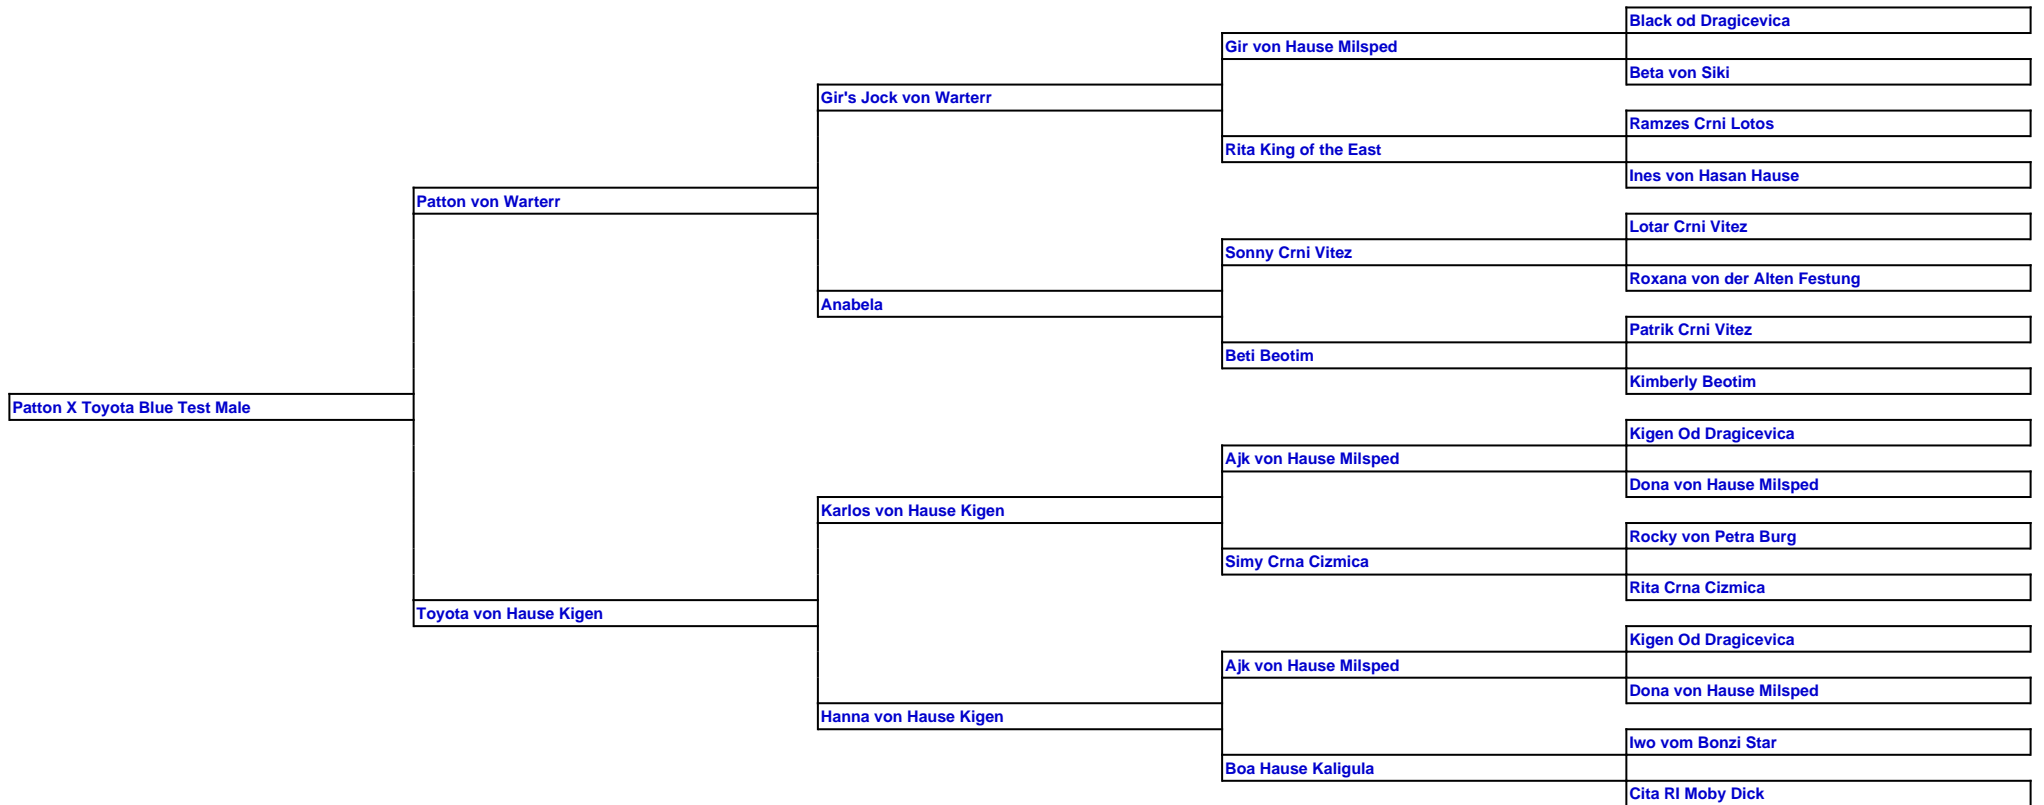 Black od Dragicevica
Gir von Hause Milsped
Beta von Siki
Gir's Jock von Warterr
Ramzes Crni Lotos
Rita King of the East
Ines von Hasan Hause
Patton von Warterr
Lotar Crni Vitez
Sonny Crni Vitez
Roxana von der Alten Festung
Anabela
Patrik Crni Vitez
Beti Beotim
Kimberly Beotim
Patton X Toyota Blue Test Male
Kigen Od Dragicevica
Ajk von Hause Milsped
Dona von Hause Milsped
Karlos von Hause Kigen
Rocky von Petra Burg
Simy Crna Cizmica
Rita Crna Cizmica
Toyota von Hause Kigen
Kigen Od Dragicevica
Ajk von Hause Milsped
Dona von Hause Milsped
Hanna von Hause Kigen
Iwo vom Bonzi Star
Boa Hause Kaligula
Cita RI Moby Dick